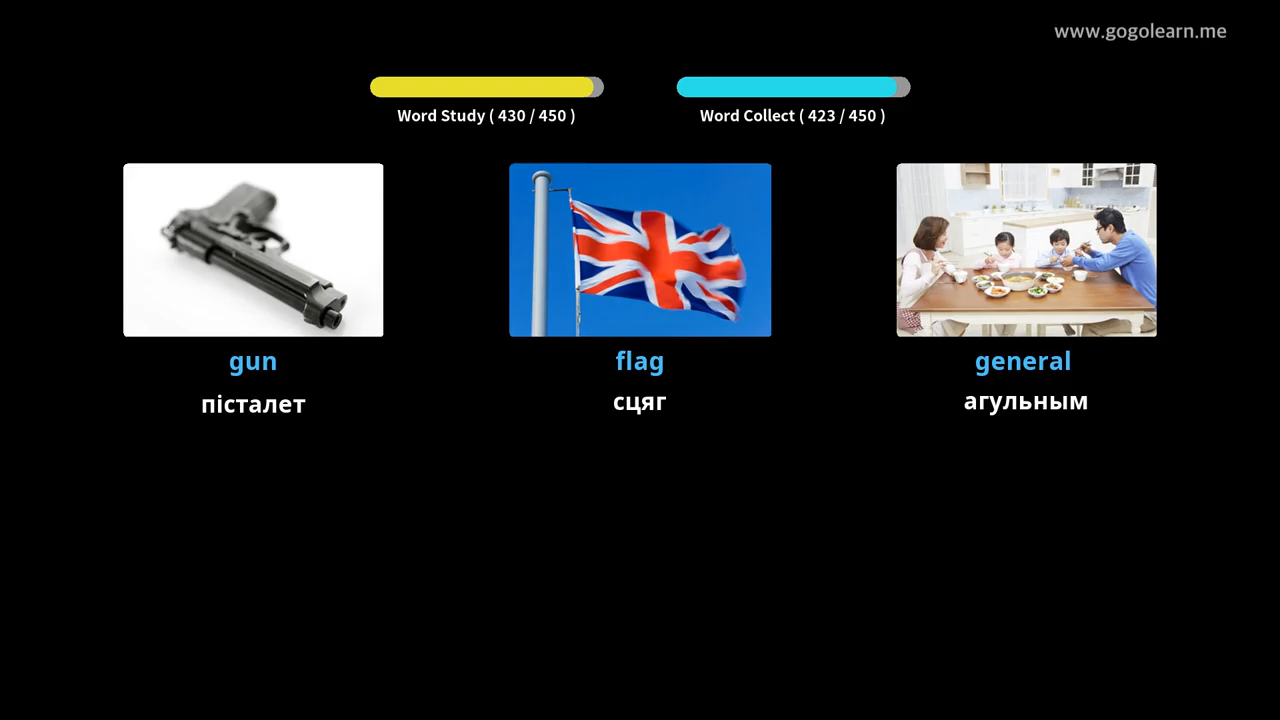 www.gogolearn.me
Word Study ( 430 / 450 )
Word Collect ( 423 / 450 )
gun
пісталет
flag
сцяг
general
агульным